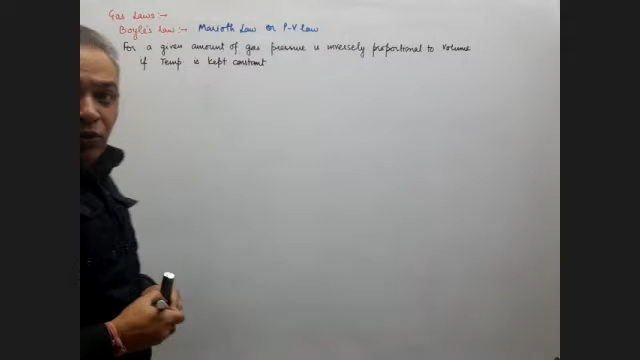 Gas Laws:→
Boyle's Law:→ Marioth Law or P-V Law
For a given amount of gas pressure is inversely proportional to volume
if Temp is kept constant